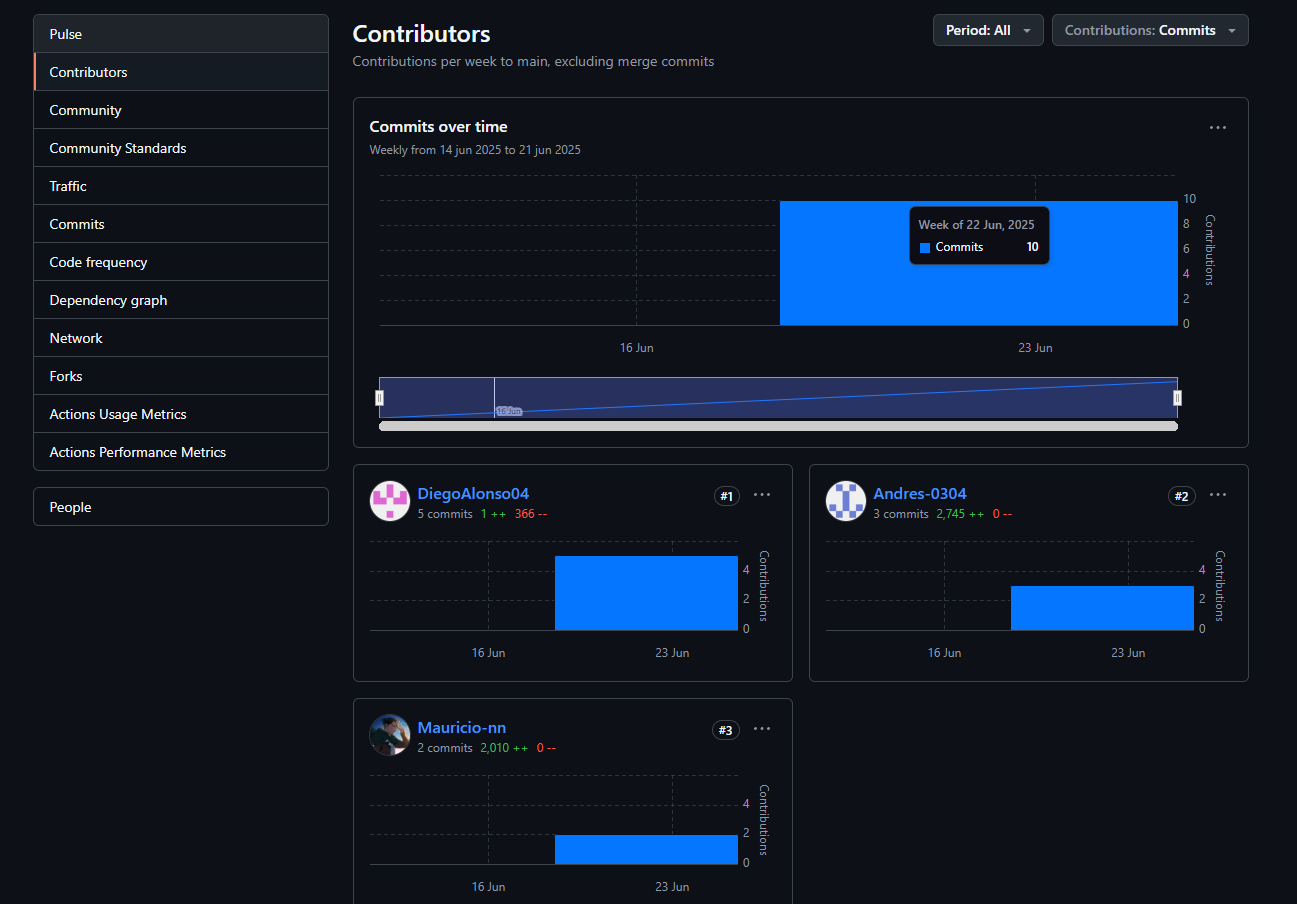 Pulse
Contributors
Community
Community Standards
Traffic
Commits
Code frequency
Dependency graph
Network
Forks
Actions Usage Metrics
Actions Performance Metrics
People
Contributors
Contributions per week to main, excluding merge commits
Period: All
Contributions: Commits
Commits over time
Weekly from 14 jun 2025 to 21 jun 2025
10
8
6
4
2
0
Contributions
Week of 22 Jun, 2025
Commits 10
16 Jun 23 Jun
16 Jun
DiegoAlonso04
#1
5 commits 1 ++ 366 --
4
2
0
Contributions
16 Jun 23 Jun
Andres-0304
#2
3 commits 2,745 ++ 0 --
4
2
0
Contributions
16 Jun 23 Jun
Mauricio-nn
#3
2 commits 2,010 ++ 0 --
4
2
0
Contributions
16 Jun 23 Jun